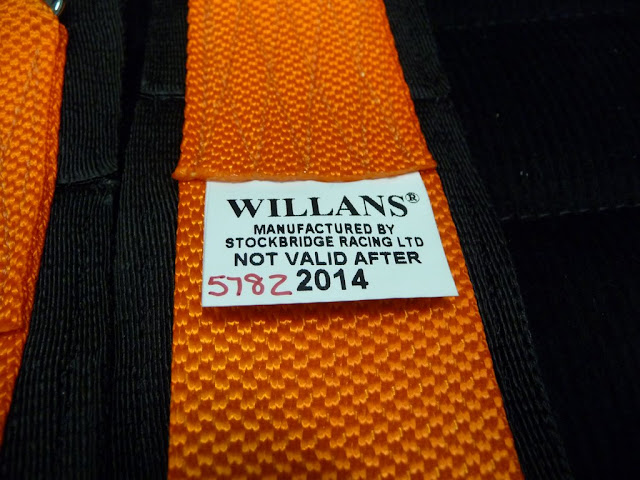 WILLANS®
MANUFACTURED BY
STOCKBRIDGE RACING LTD
NOT VALID AFTER
5782 2014